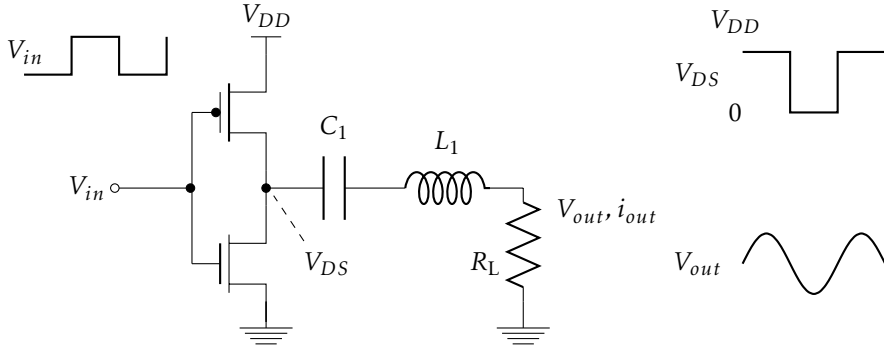 V_DD
V_in
C_1
L_1
V_in
V_DS
R_L
V_out, i_out
V_DD
V_DS
0
V_out